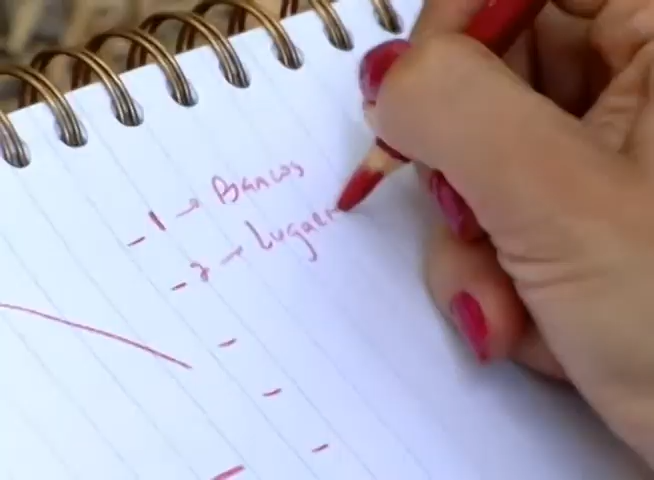 - 1 → Bancos
- 2 → Lugar
-
-
-